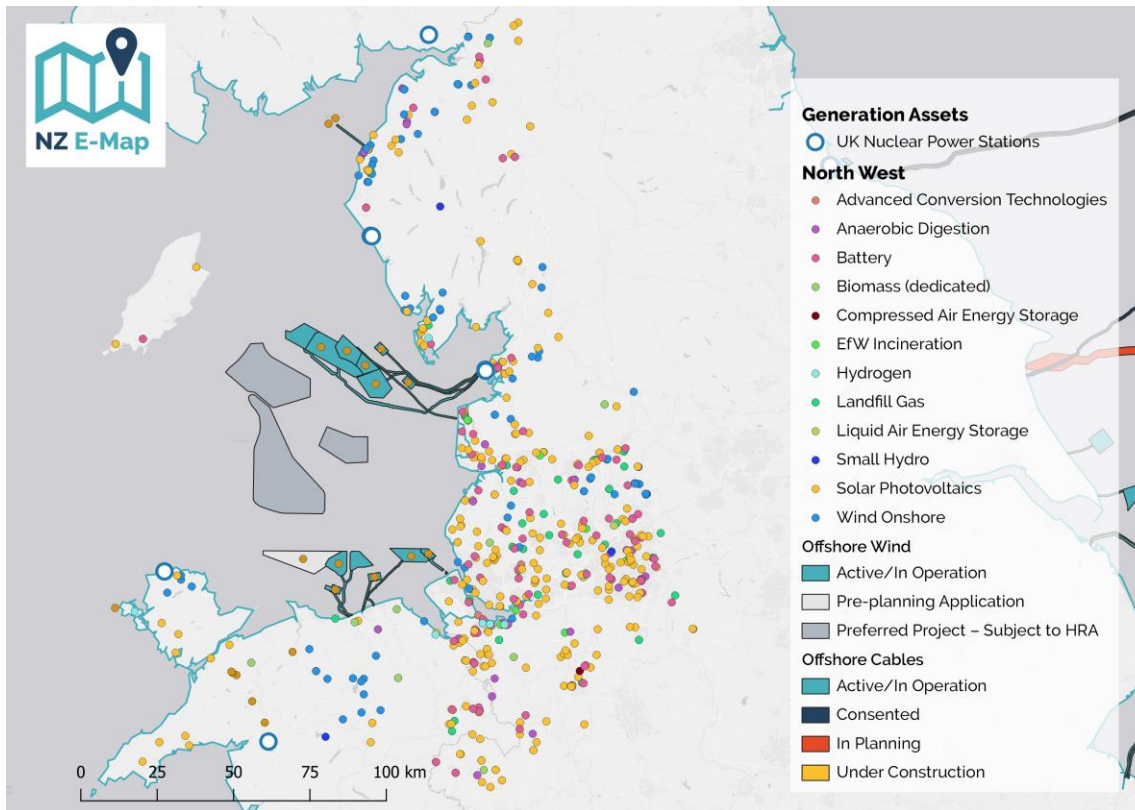 NZ E-Map
Generation Assets
UK Nuclear Power Stations
North West
Advanced Conversion Technologies
Anaerobic Digestion
Battery
Biomass (dedicated)
Compressed Air Energy Storage
EfW Incineration
Hydrogen
Landfill Gas
Liquid Air Energy Storage
Small Hydro
Solar Photovoltaics
Wind Onshore
Offshore Wind
Active/In Operation
Pre-planning Application
Preferred Project – Subject to HRA
Offshore Cables
Active/In Operation
Consented
In Planning
Under Construction
0 25 50 75 100 km